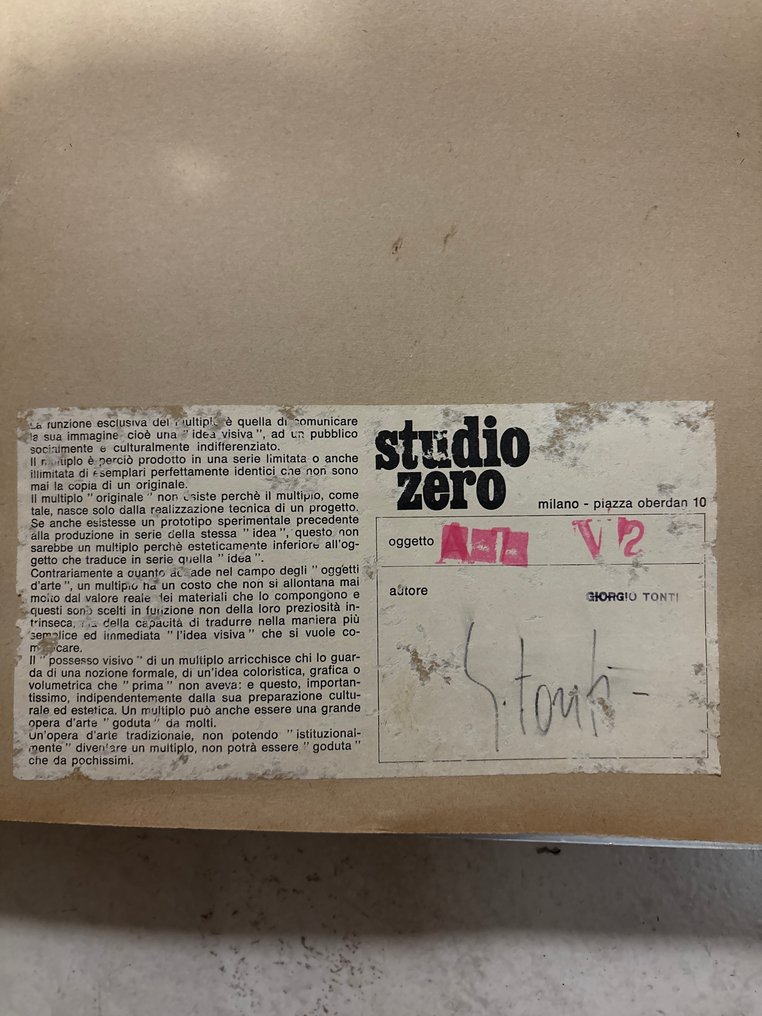 La funzione esclusiva del multiplo è quella di comunicare
la sua immagine cioè una " idea visiva ", ad un pubblico
socialmente e culturalmente indifferenziato.
Il multiplo è perciò prodotto in una serie limitata o anche
illimitata di esemplari perfettamente identici che non sono
mai la copia di un originale.
Il multiplo " originale " non esiste perchè il multiplo, come
tale, nasce solo dalla realizzazione tecnica di un progetto.
Se anche esistesse un prototipo sperimentale precedente
alla produzione in serie della stessa " idea ", questo non
sarebbe un multiplo perchè esteticamente inferiore all'og-
getto che traduce in serie quella " idea ".
Contrariamente a quanto accade nel campo degli " oggetti
d'arte ", un multiplo ha un costo che non si allontana mai
molto dal valore reale dei materiali che lo compongono e
questi sono scelti in funzione non della loro preziosità in-
trinseca, ma della capacità di tradurre nella maniera più
semplice ed immediata " l'idea visiva " che si vuole co-
municare.
Il " possesso visivo " di un multiplo arricchisce chi lo guar-
da di una nozione formale, di un'idea coloristica, grafica o
volumetrica che " prima " non aveva: e questo, importan-
tissimo, indipendentemente dalla sua preparazione cultu-
rale ed estetica. Un multiplo può anche essere una grande
opera d'arte " goduta " da molti.
Un'opera d'arte tradizionale, non potendo " istituzional-
mente " diventare un multiplo, non potrà essere " goduta "
che da pochissimi.
studio
zero
milano - piazza oberdan 10
oggetto V2
autore
GIORGIO TONTI
G. Tonti